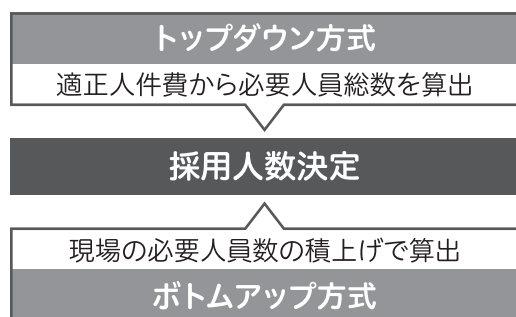 トップダウン方式
適正人件費から必要人員総数を算出
採用人数決定
現場の必要人員数の積上げで算出
ボトムアップ方式